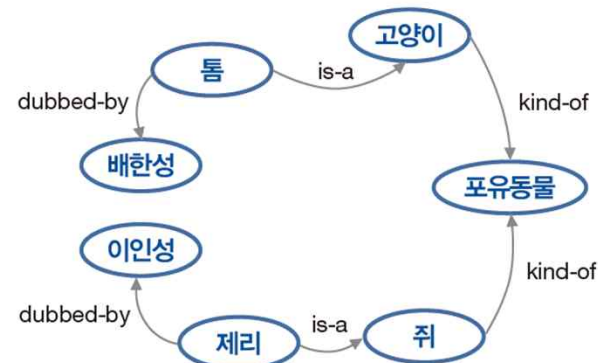 고양이
톰
is-a
dubbed-by
kind-of
배한성
포유동물
이인성
kind-of
dubbed-by
is-a
쥐
제리